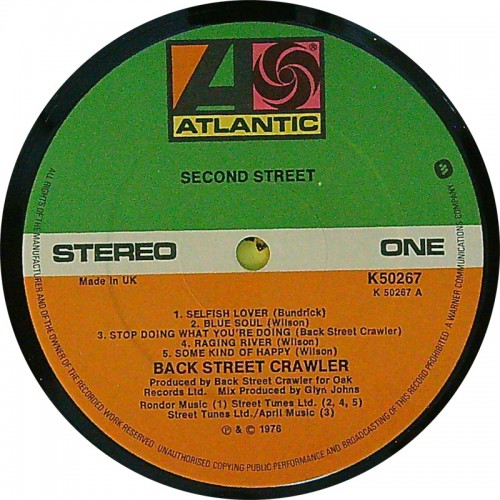 ATLANTIC
®
SECOND STREET
STEREO
ONE
Made in UK
K50267
K 50267 A
1. SELFISH LOVER (Bundrick)
2. BLUE SOUL (Wilson)
3. STOP DOING WHAT YOU'RE DOING (Back Street Crawler)
4. RAGING RIVER (Wilson)
5. SOME KIND OF HAPPY (Wilson)
BACK STREET CRAWLER
Produced by Back Street Crawler for Oak
Records Ltd. Mix Produced by Glyn Johns
Rondor Music (1) Street Tunes Ltd. (2, 4, 5)
Street Tunes Ltd./April Music (3)
℗ & © 1976
ALL RIGHTS OF THE MANUFACTURER AND OF THE OWNER OF THE RECORDED WORK RESERVED. UNAUTHORISED COPYING PUBLIC PERFORMANCE AND BROADCASTING OF THIS RECORD PROHIBITED. A WARNER COMMUNICATIONS COMPANY.